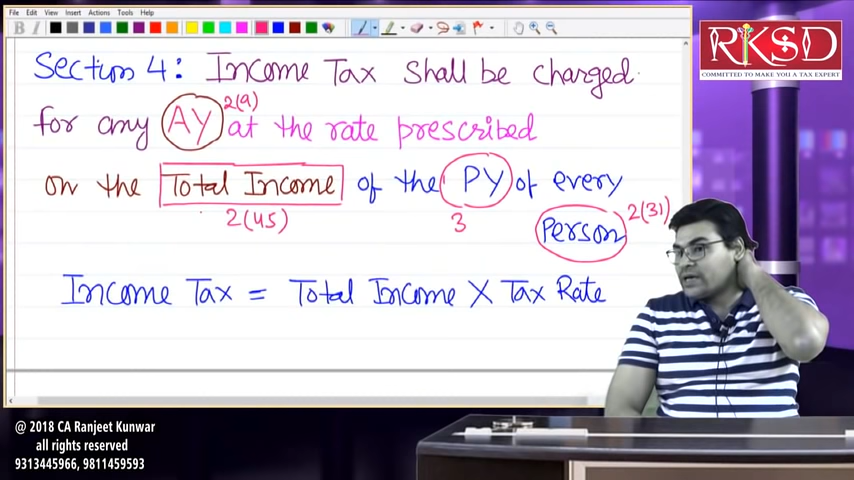 File Edit View Insert Actions Tools Help
RKSD
COMMITTED TO MAKE YOU A TAX EXPERT
Section 4: Income Tax shall be charged
for any AY 2(9) at the rate prescribed
on the Total Income of the PY of every
2(45) 3 Person 2(31)
Income Tax = Total Income X Tax Rate
@ 2018 CA Ranjeet Kunwar
all rights reserved
9313445966, 9811459593